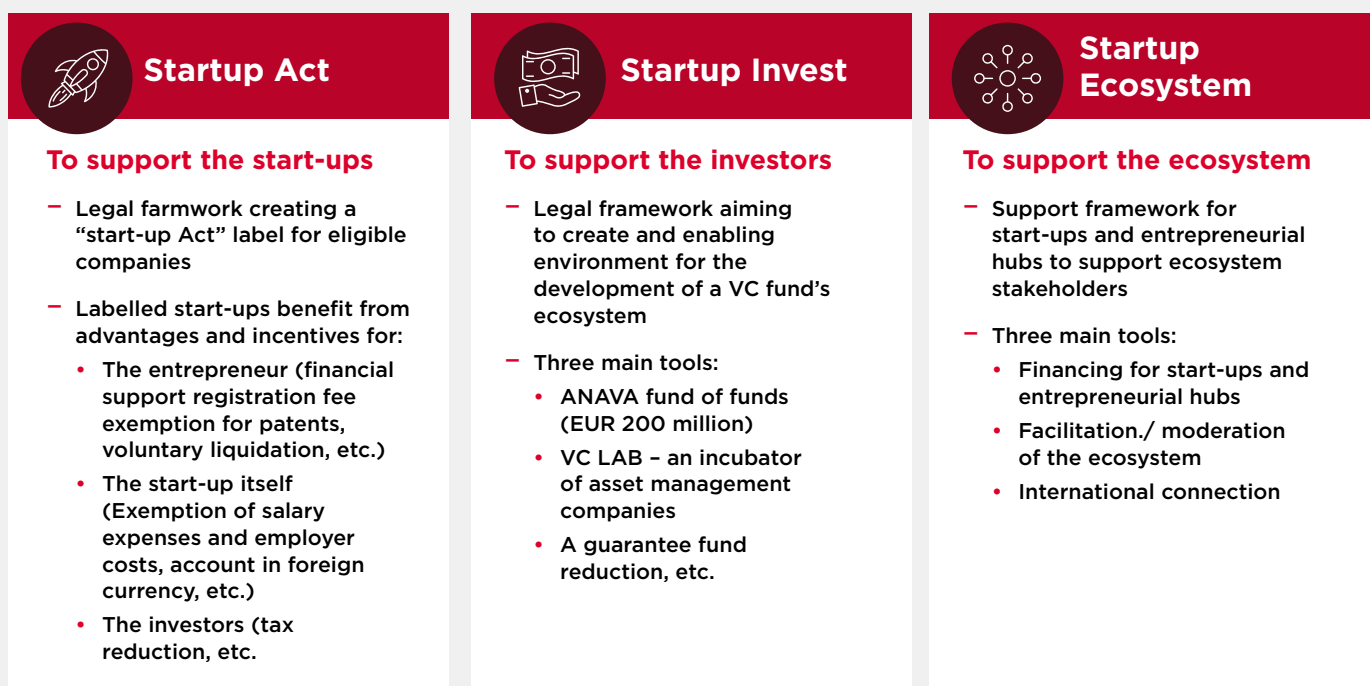 Startup Act
To support the start-ups
– Legal farmwork creating a
“start-up Act” label for eligible
companies
– Labelled start-ups benefit from
advantages and incentives for:
• The entrepreneur (financial
support registration fee
exemption for patents,
voluntary liquidation, etc.)
• The start-up itself
(Exemption of salary
expenses and employer
costs, account in foreign
currency, etc.)
• The investors (tax
reduction, etc.
Startup Invest
To support the investors
– Legal framework aiming
to create and enabling
environment for the
development of a VC fund’s
ecosystem
– Three main tools:
• ANAVA fund of funds
(EUR 200 million)
• VC LAB – an incubator
of asset management
companies
• A guarantee fund
reduction, etc.
Startup
Ecosystem
To support the ecosystem
– Support framework for
start-ups and entrepreneurial
hubs to support ecosystem
stakeholders
– Three main tools:
• Financing for start-ups and
entrepreneurial hubs
• Facilitation./ moderation
of the ecosystem
• International connection